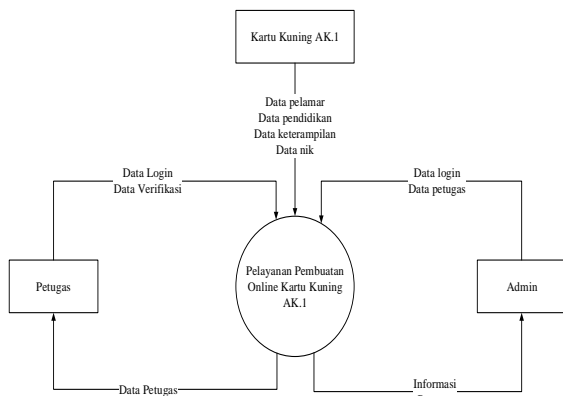 Kartu Kuning AK.1
Data pelamar
Data pendidikan
Data keterampilan
Data nik
Data Login
Data Verifikasi
Data login
Data petugas
Petugas
Pelayanan Pembuatan
Online Kartu Kuning
AK.1
Admin
Data Petugas
Informasi